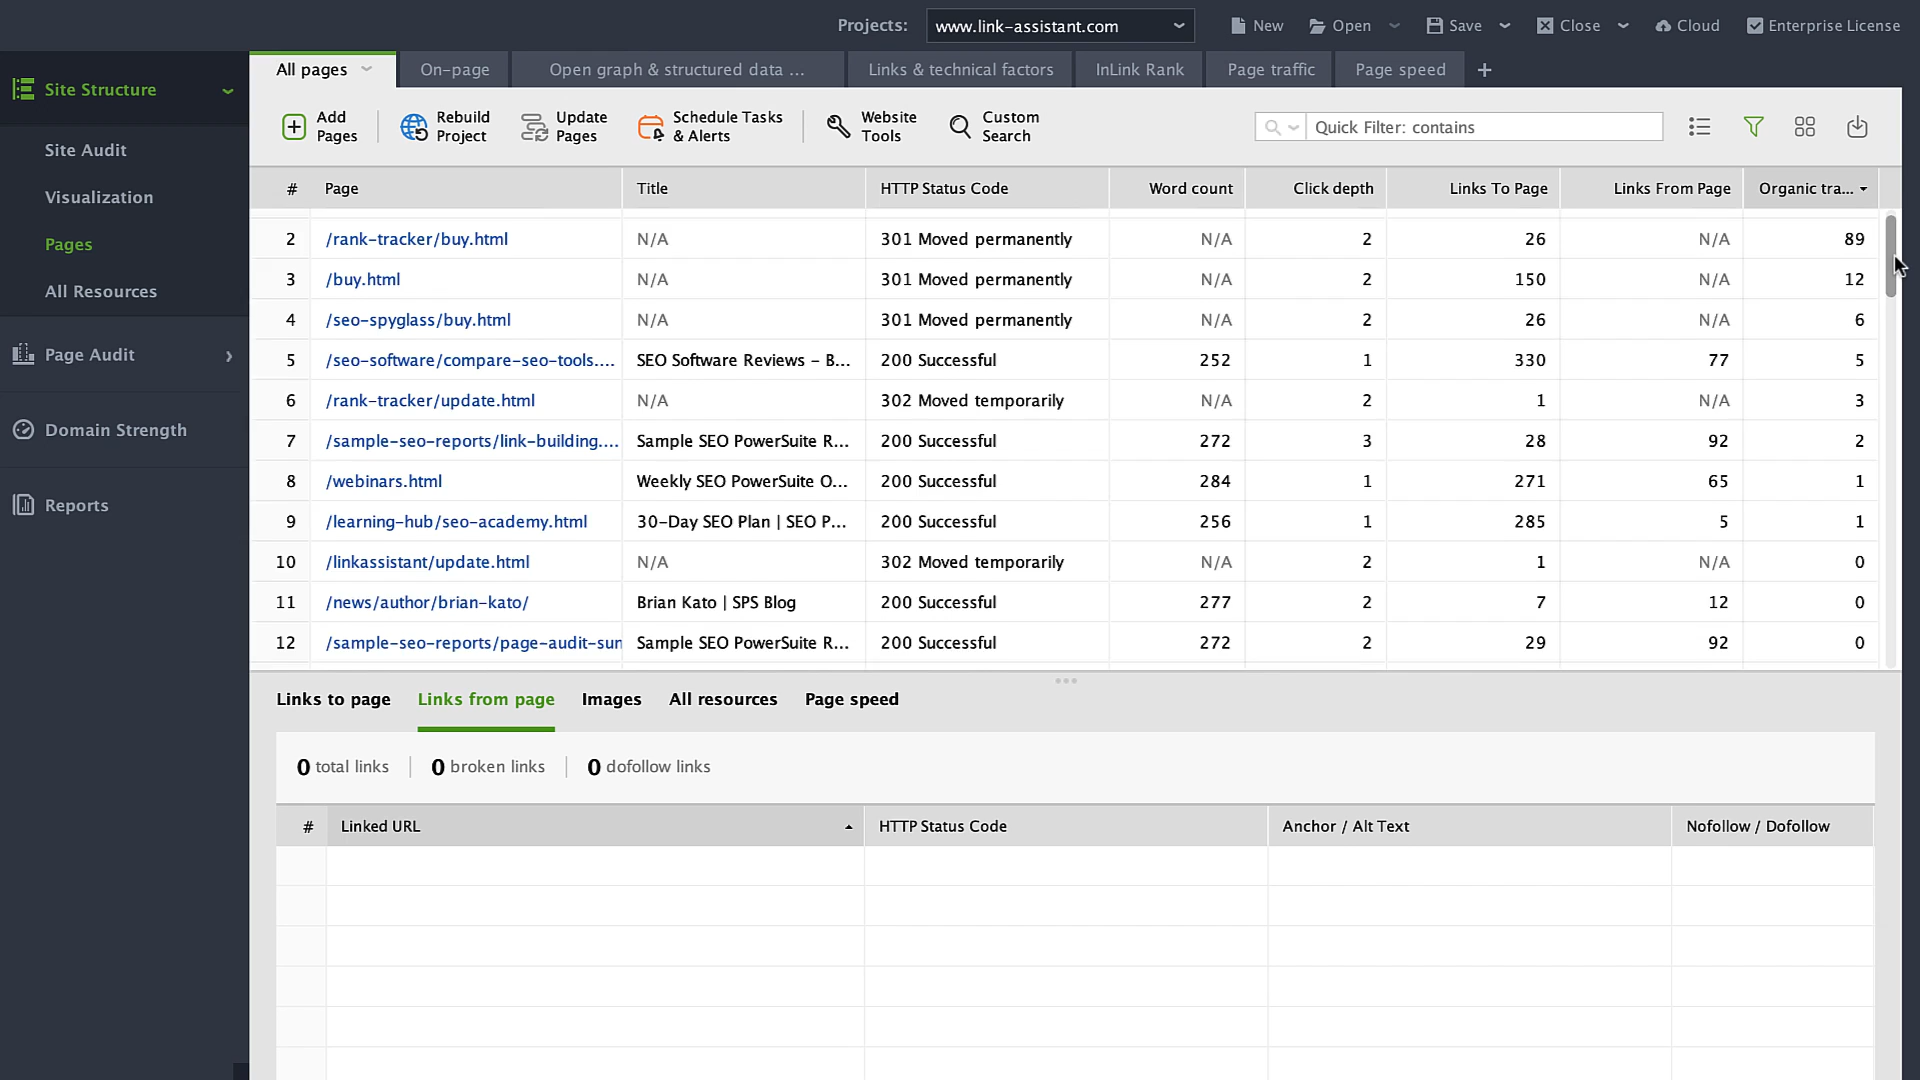 Projects: www.link-assistant.com New Open Save Close Cloud Enterprise License
All pages On-page Open graph & structured data ... Links & technical factors InLink Rank Page traffic Page speed +
Site Structure
Site Audit
Visualization
Pages
All Resources
Page Audit
Domain Strength
Reports
Add Pages
Rebuild Project
Update Pages
Schedule Tasks & Alerts
Website Tools
Custom Search
Quick Filter: contains
# Page Title HTTP Status Code Word count Click depth Links To Page Links From Page Organic tra...
2 /rank-tracker/buy.html N/A 301 Moved permanently N/A 2 26 N/A 89
3 /buy.html N/A 301 Moved permanently N/A 2 150 N/A 12
4 /seo-spyglass/buy.html N/A 301 Moved permanently N/A 2 26 N/A 6
5 /seo-software/compare-seo-tools.... SEO Software Reviews – B... 200 Successful 252 1 330 77 5
6 /rank-tracker/update.html N/A 302 Moved temporarily N/A 2 1 N/A 3
7 /sample-seo-reports/link-building.... Sample SEO PowerSuite R... 200 Successful 272 3 28 92 2
8 /webinars.html Weekly SEO PowerSuite O... 200 Successful 284 1 271 65 1
9 /learning-hub/seo-academy.html 30-Day SEO Plan | SEO P... 200 Successful 256 1 285 5 1
10 /linkassistant/update.html N/A 302 Moved temporarily N/A 2 1 N/A 0
11 /news/author/brian-kato/ Brian Kato | SPS Blog 200 Successful 277 2 7 12 0
12 /sample-seo-reports/page-audit-sun Sample SEO PowerSuite R... 200 Successful 272 2 29 92 0
Links to page Links from page Images All resources Page speed
0 total links 0 broken links 0 dofollow links
# Linked URL HTTP Status Code Anchor / Alt Text Nofollow / Dofollow